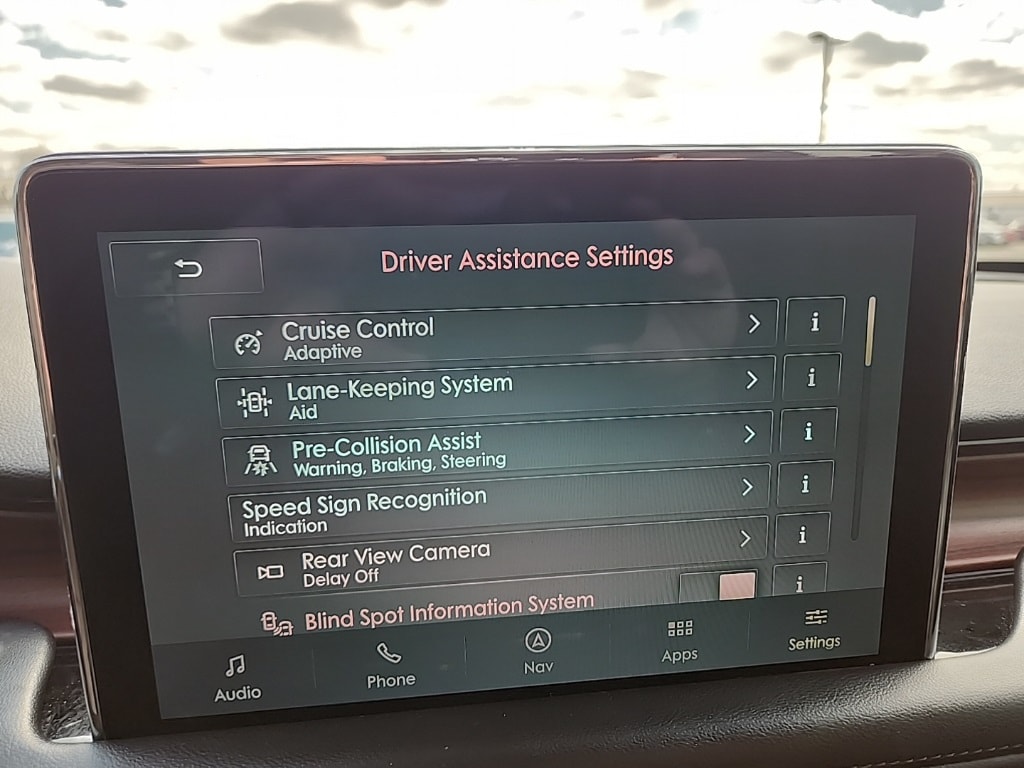 Driver Assistance Settings
Cruise Control
Adaptive
i
Lane-Keeping System
Aid
i
Pre-Collision Assist
Warning, Braking, Steering
i
Speed Sign Recognition
Indication
i
Rear View Camera
Delay Off
i
Blind Spot Information System
i
Audio
Phone
Nav
Apps
Settings